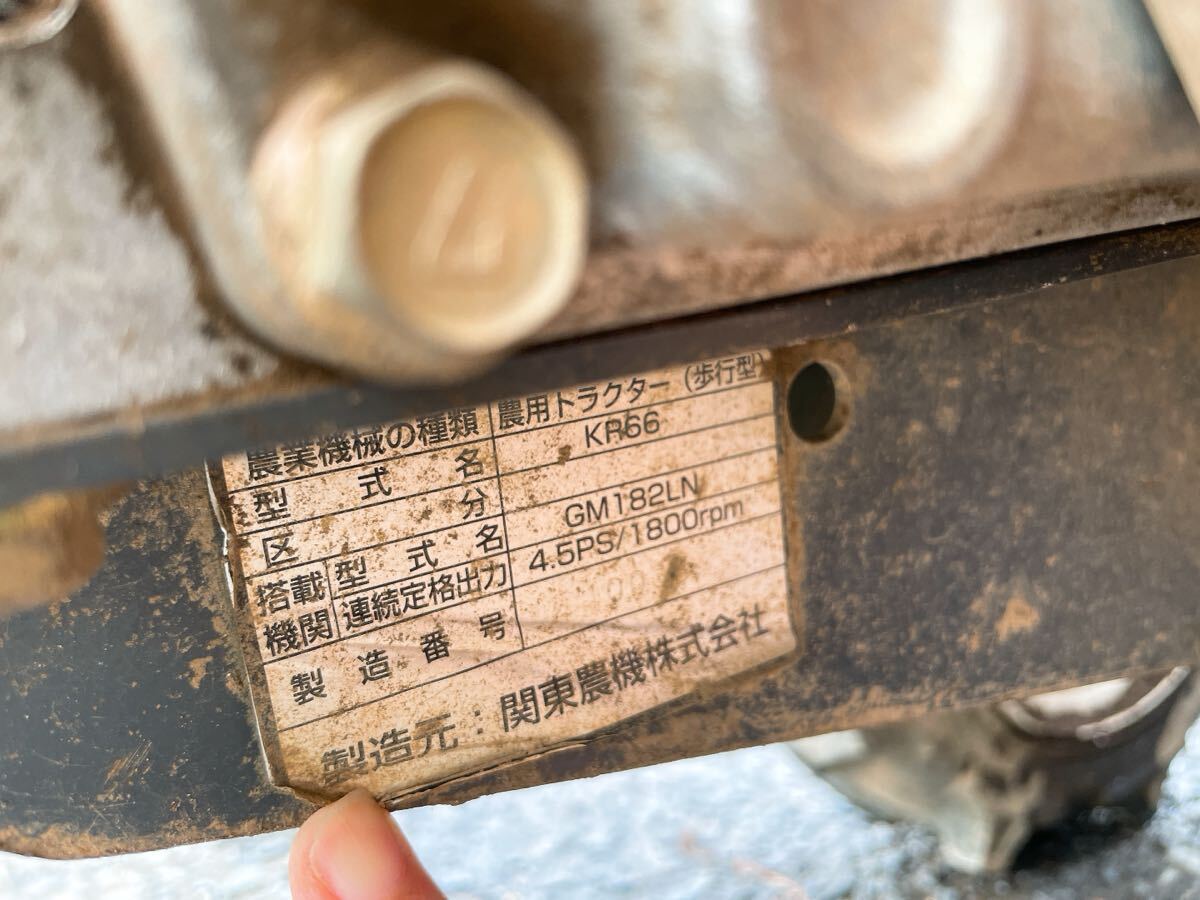 農業機械の種類 農用トラクター（歩行型）
型式名 KR66
区分
搭載機関 型式名 GM182LN
連続定格出力 4.5PS/1800rpm
製造番号
製造元：関東農機株式会社